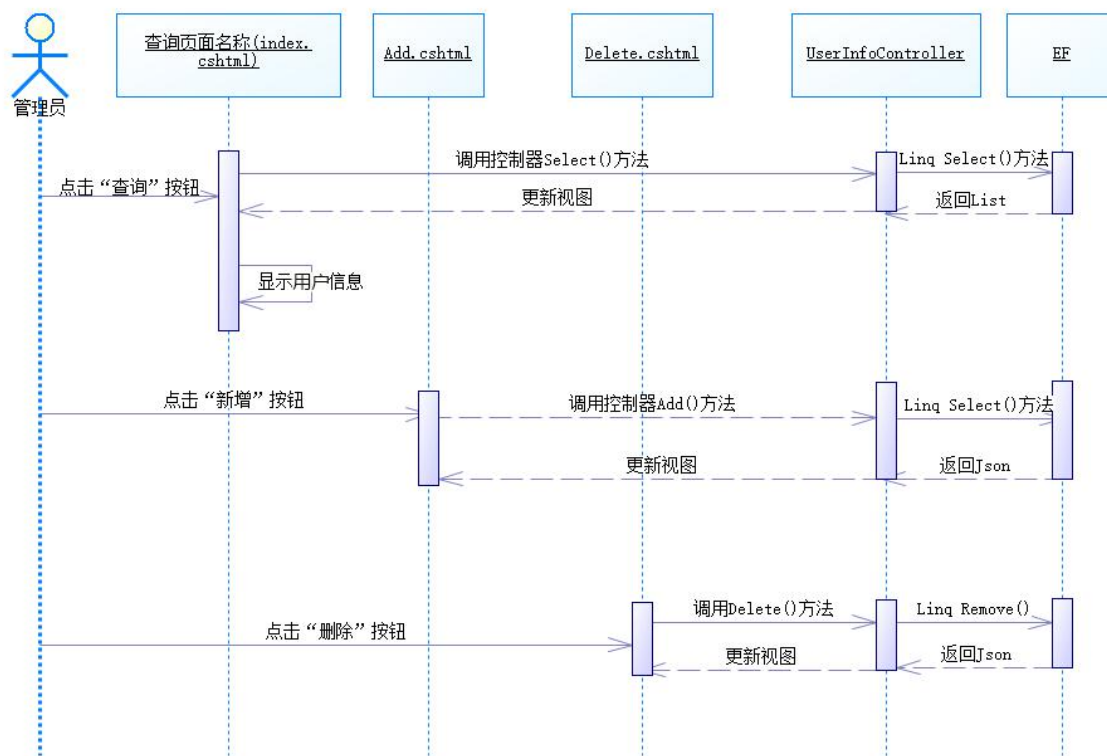 查询页面名称(index.
cshtml)
Add.cshtml
Delete.cshtml
UserInfoController
EF
管理员
调用控制器Select()方法
Linq Select()方法
点击“查询”按钮
更新视图
返回List
显示用户信息
点击“新增”按钮
调用控制器Add()方法
Linq Select()方法
更新视图
返回Json
调用Delete()方法
Linq Remove()
点击“删除”按钮
更新视图
返回Json